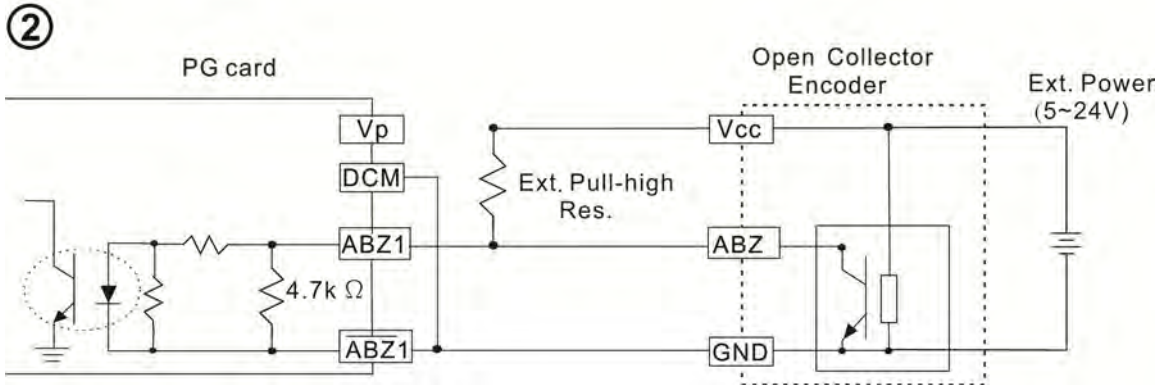 ②
PG card
Open Collector
Encoder
Ext. Power
(5~24V)
Vp
Vcc
DCM
Ext. Pull-high
Res.
ABZ1
ABZ
4.7k Ω
A̅B̅Z̅1̅
GND